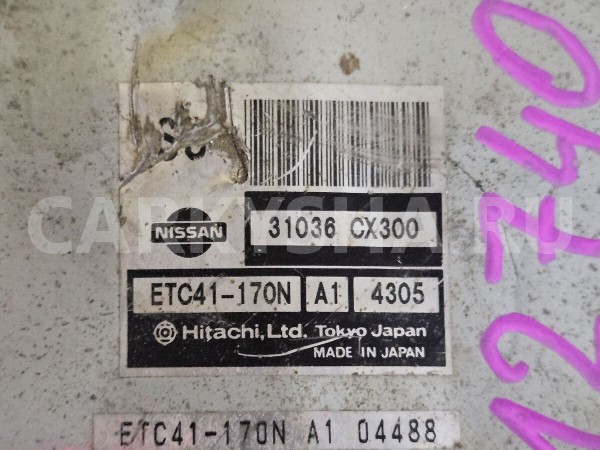 31036 CX300
NISSAN
ETC41-170N A1 4305
Hitachi, Ltd. Tokyo Japan
MADE IN JAPAN
ETC41-170N A1 04488
12740
CARKYSHA.RU